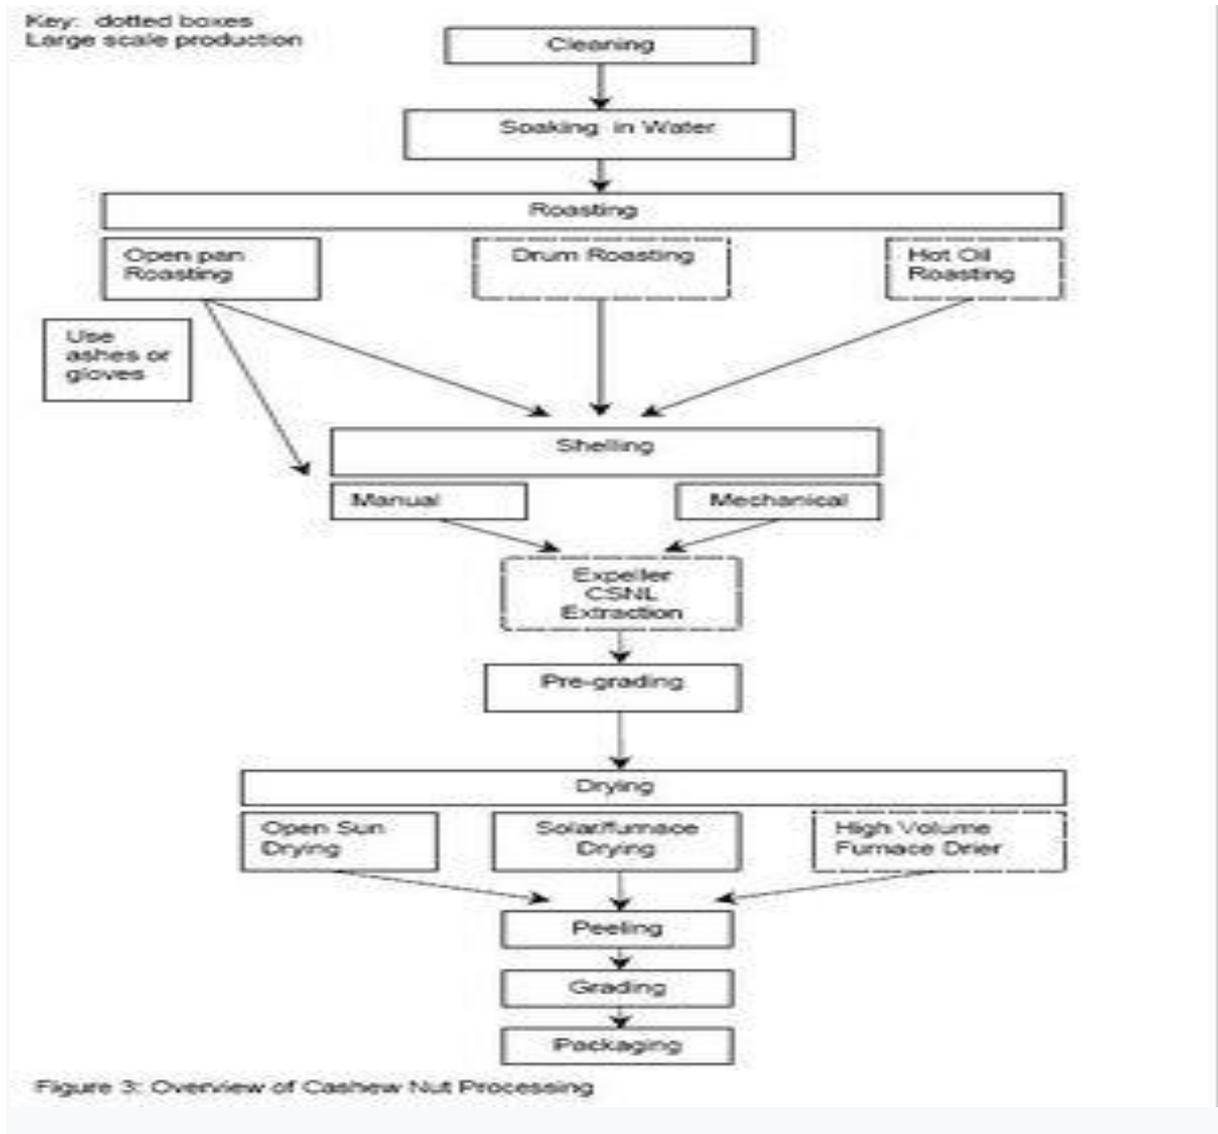 Key: dotted boxes
Large scale production
Cleaning
Soaking in Water
Roasting
Open pan
Roasting
Drum Roasting
Hot Oil
Roasting
Use
ashes or
gloves
Shelling
Manual
Mechanical
Expeller
CSNL
Extraction
Pre-grading
Drying
Open Sun
Drying
Solar/furnace
Drying
High Volume
Furnace Drier
Peeling
Grading
Packaging
Figure 3: Overview of Cashew Nut Processing